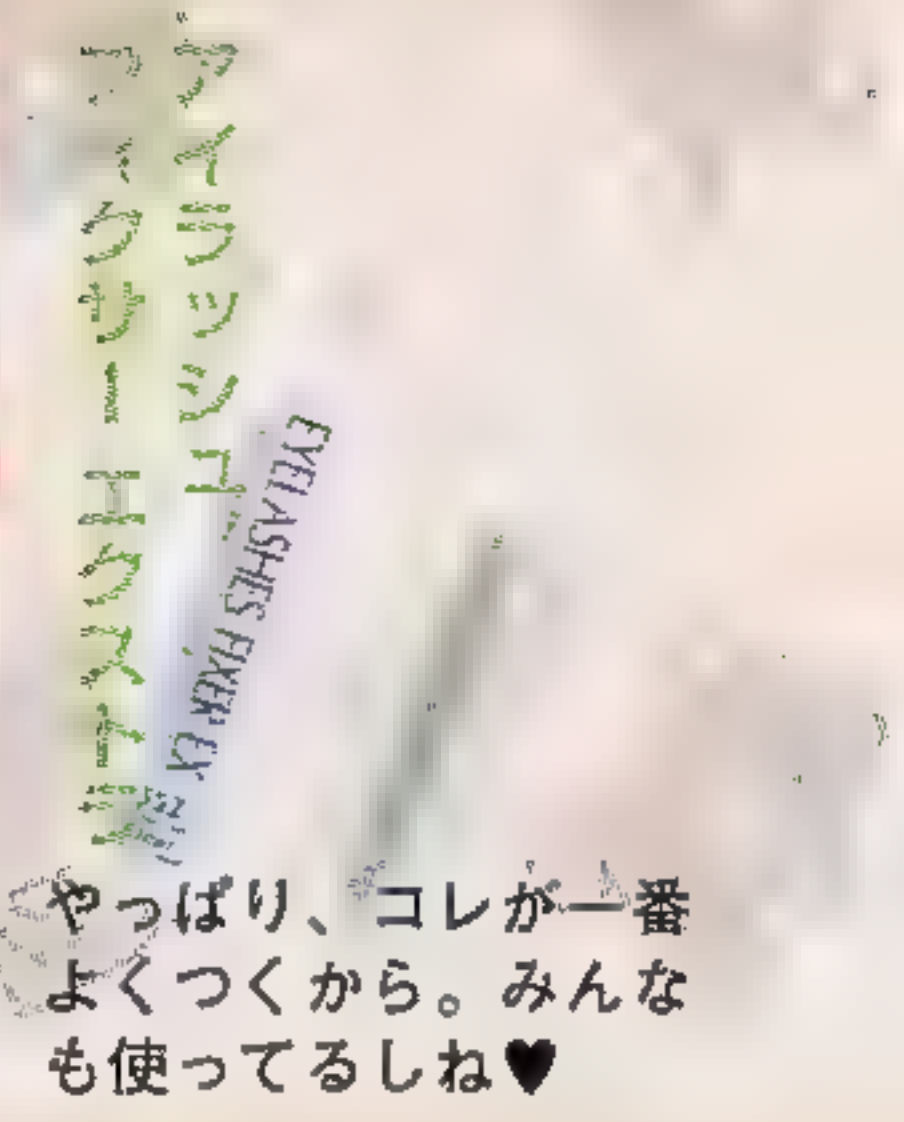 アイラッシュ
フィクサー エクストラ
EYELASHES FIXER EX
やっぱり、コレが一番
よくつくから。みんな
も使ってるしね♥